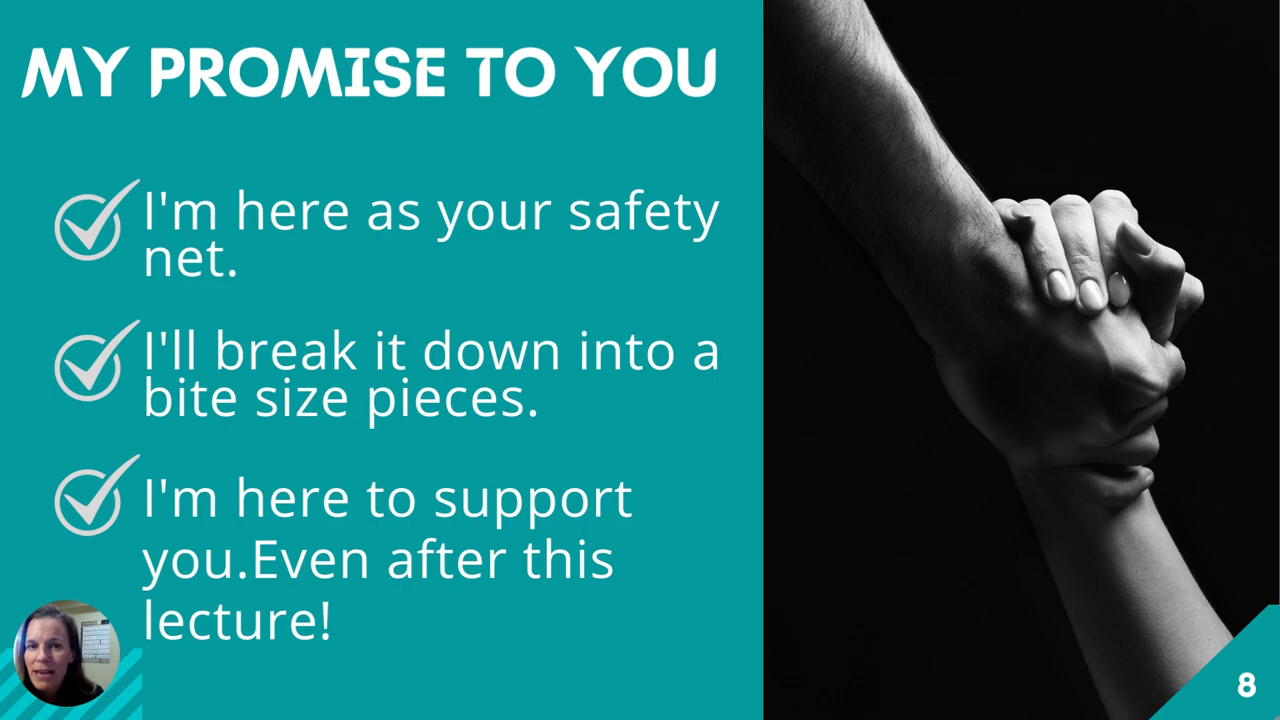 MY PROMISE TO YOU
I'm here as your safety
net.
I'll break it down into a
bite size pieces.
I'm here to support
you.Even after this
lecture!
8